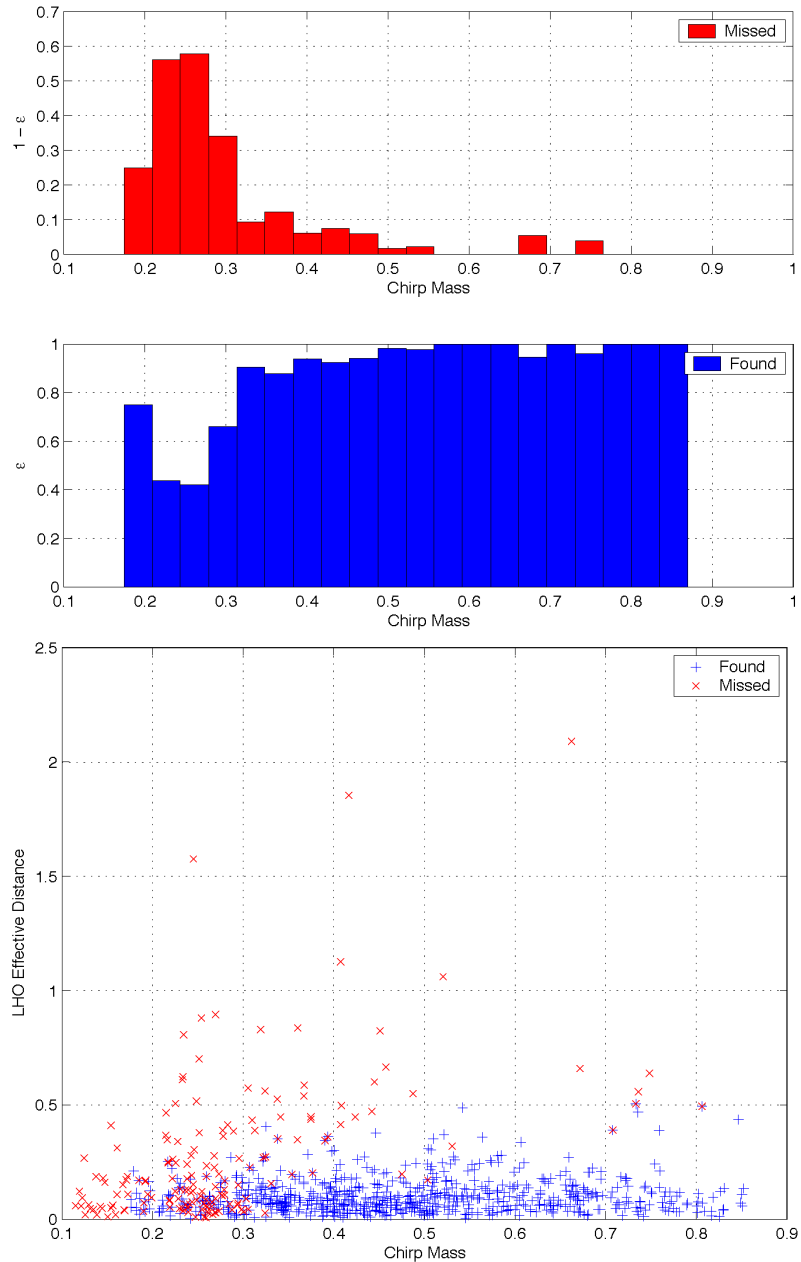 0.7
0.6
0.5
0.4
0.3
0.2
0.1
0
1 − ε
Missed
0.1 0.2 0.3 0.4 0.5 0.6 0.7 0.8 0.9 1
Chirp Mass
1
0.8
0.6
0.4
0.2
0
ε
Found
0.1 0.2 0.3 0.4 0.5 0.6 0.7 0.8 0.9 1
Chirp Mass
2.5
2
1.5
1
0.5
0
LHO Effective Distance
Found
Missed
0.1 0.2 0.3 0.4 0.5 0.6 0.7 0.8 0.9
Chirp Mass